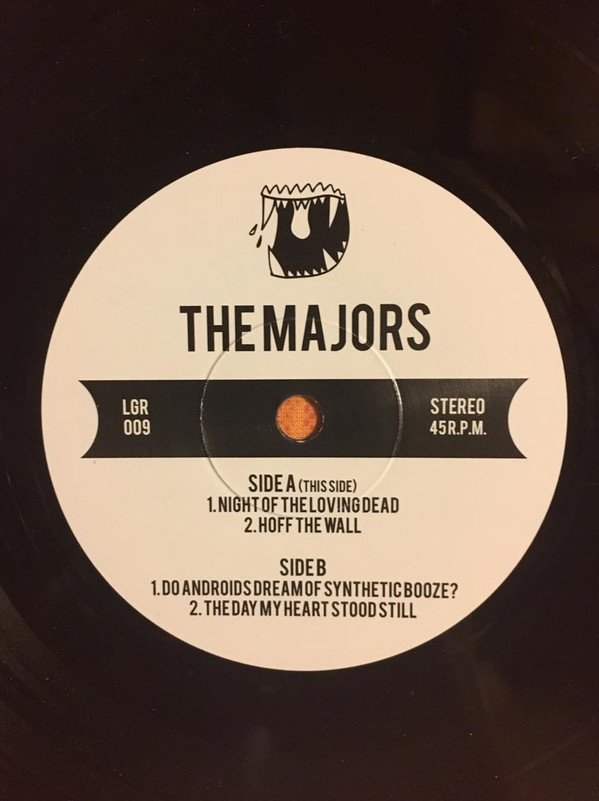 THE MAJORS
LGR
009
STEREO
45 R.P.M.
SIDE A (THIS SIDE)
1. NIGHT OF THE LOVING DEAD
2. HOFF THE WALL
SIDE B
1. DO ANDROIDS DREAM OF SYNTHETIC BOOZE?
2. THE DAY MY HEART STOOD STILL